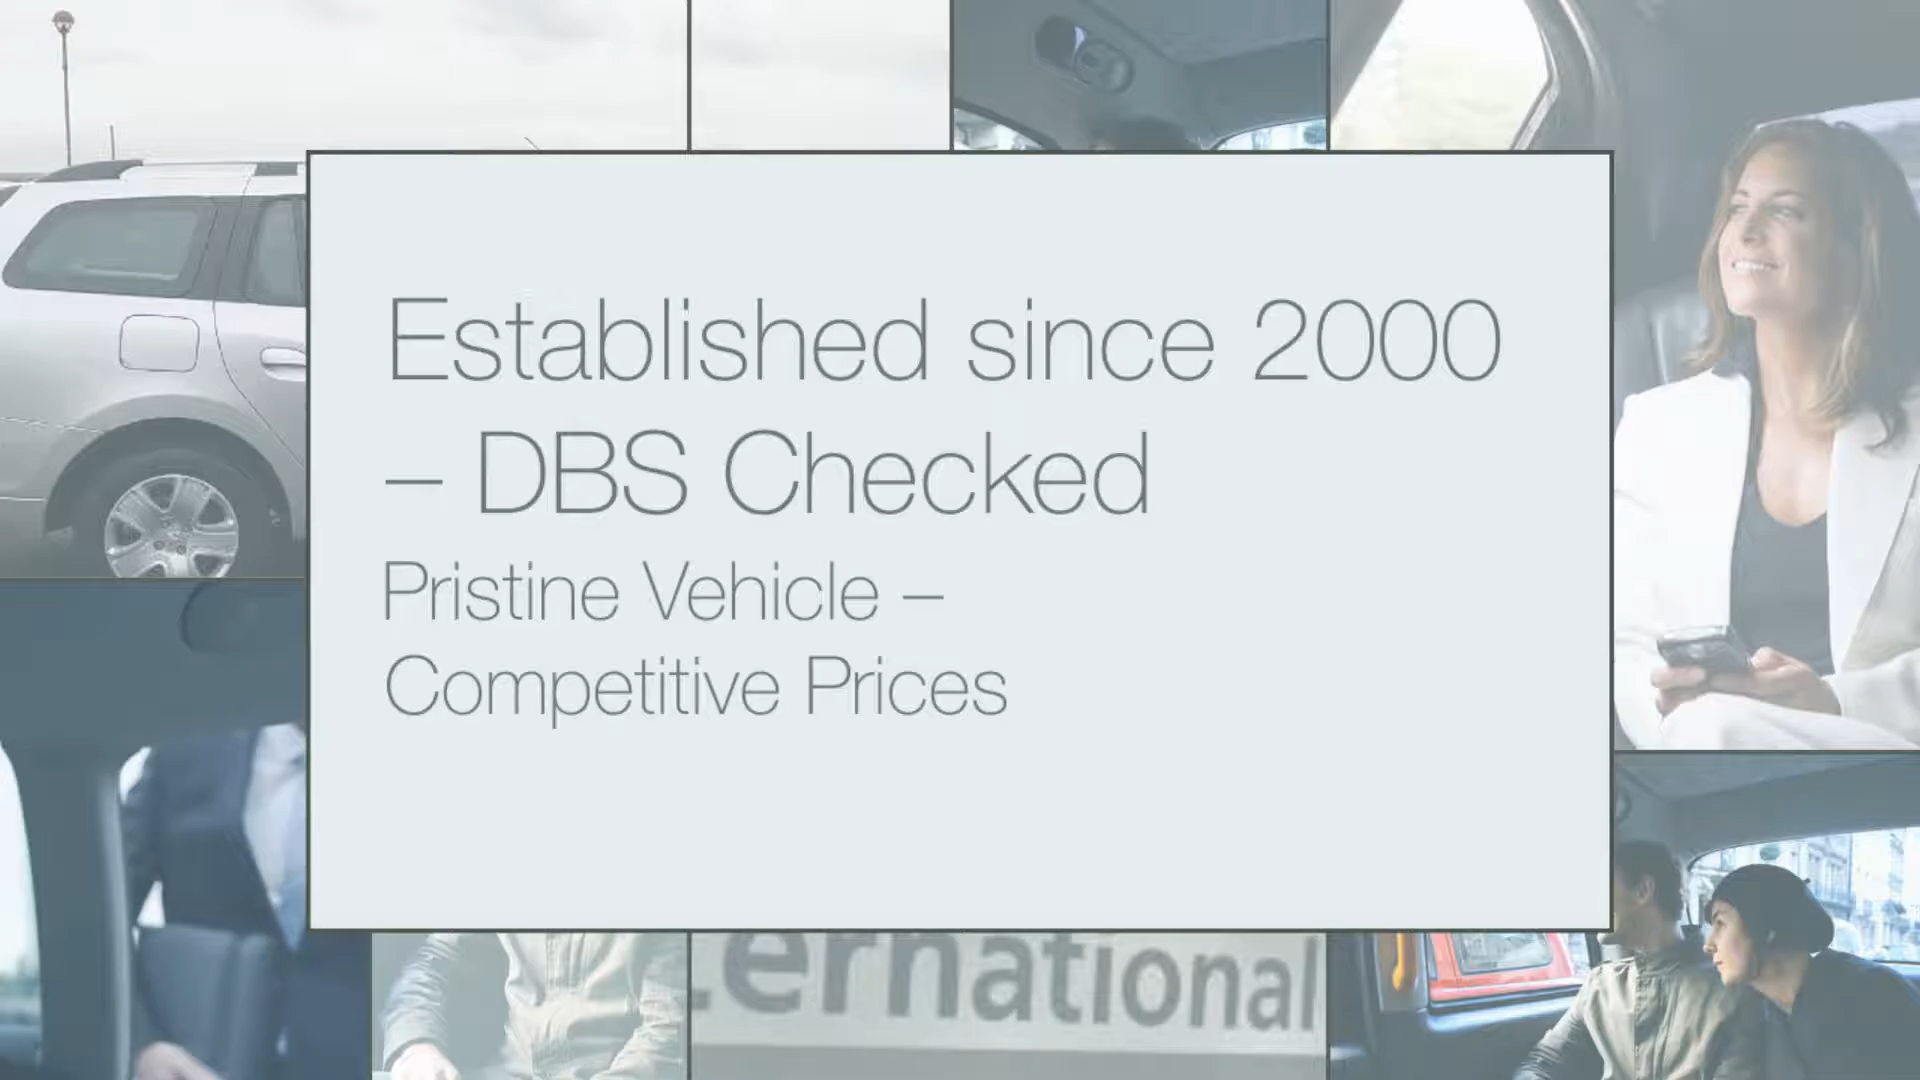 Established since 2000
– DBS Checked
Pristine Vehicle –
Competitive Prices
ernational